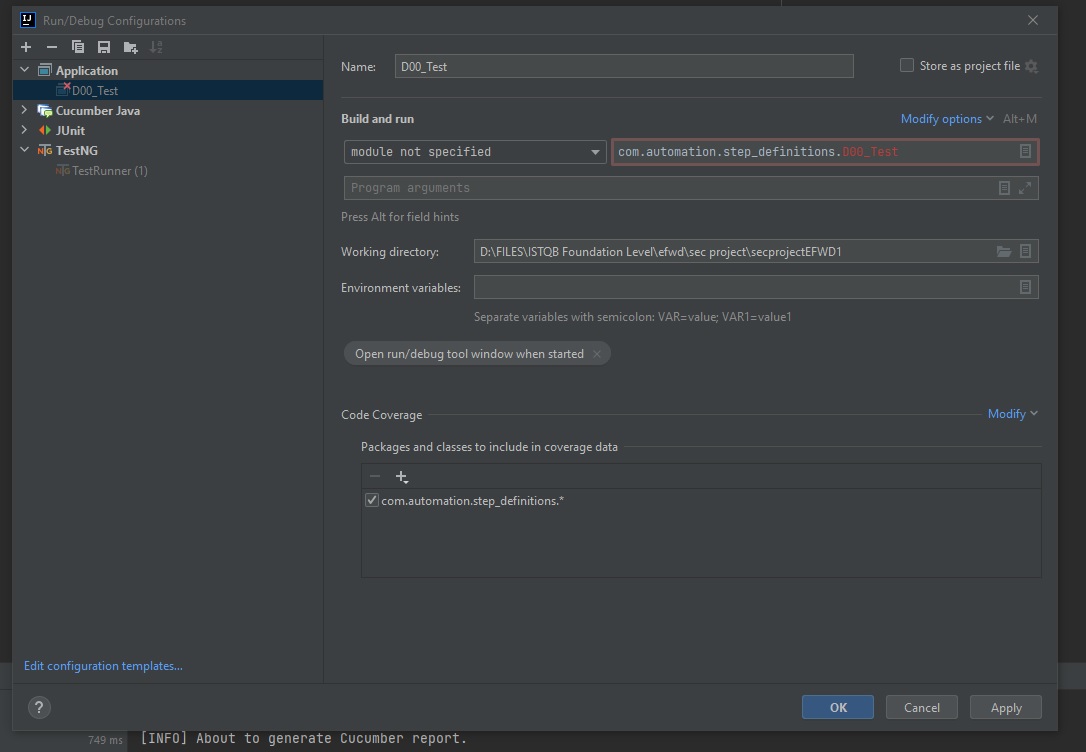 Run/Debug Configurations
Application
D00_Test
Cucumber Java
JUnit
TestNG
TestRunner (1)
Edit configuration templates...
Name:
D00_Test
Store as project file
Build and run
Modify options
Alt+M
module not specified
com.automation.step_definitions.D00_Test
Program arguments
Press Alt for field hints
Working directory:
D:\FILES\ISTQB Foundation Level\efwd\sec project\secprojectEFWD1
Environment variables:
Separate variables with semicolon: VAR=value; VAR1=value1
Open run/debug tool window when started
Code Coverage
Modify
Packages and classes to include in coverage data
com.automation.step_definitions.*
?
OK
Cancel
Apply
749 ms
[INFO] About to generate Cucumber report.